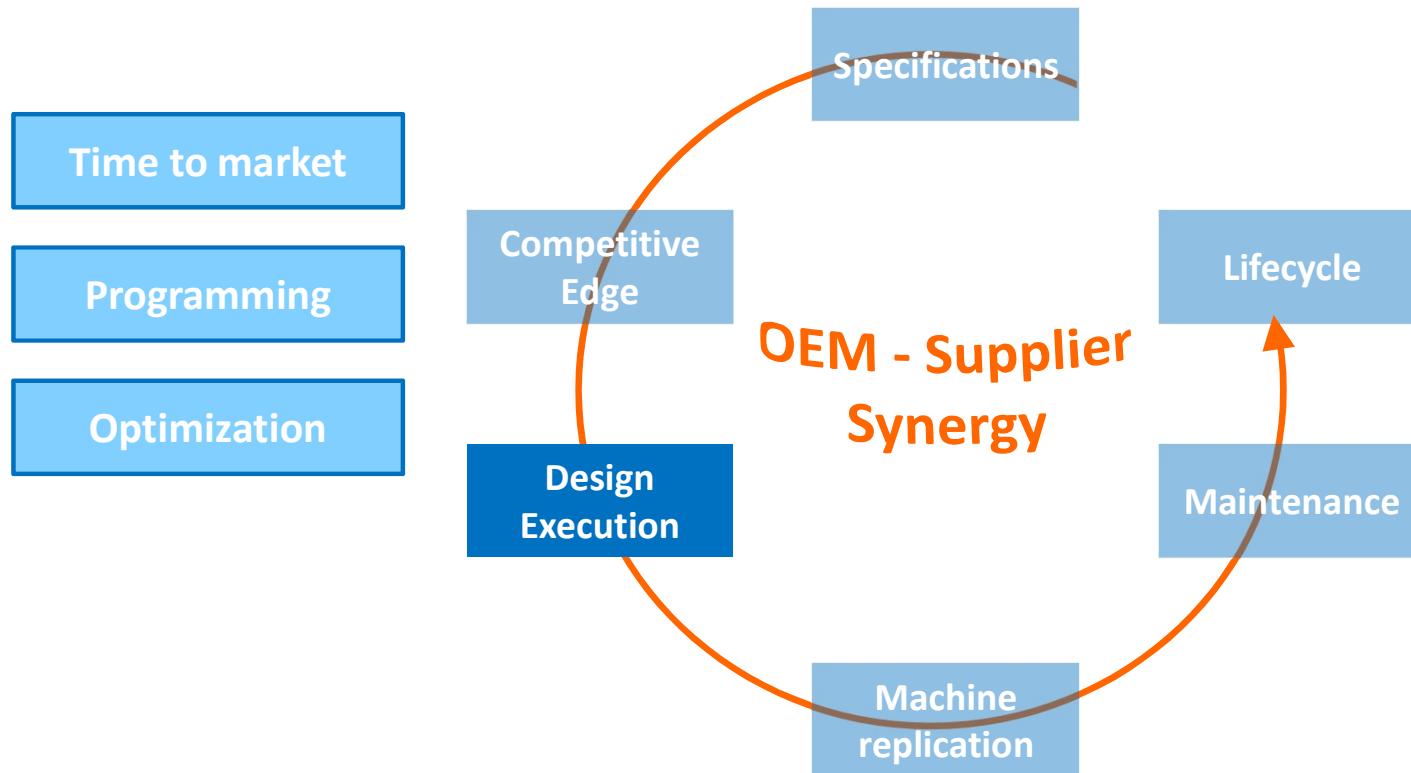 Time to market
Programming
Optimization
Specifications
Competitive
Edge
Lifecycle
OEM - Supplier
Synergy
Design
Execution
Maintenance
Machine
replication